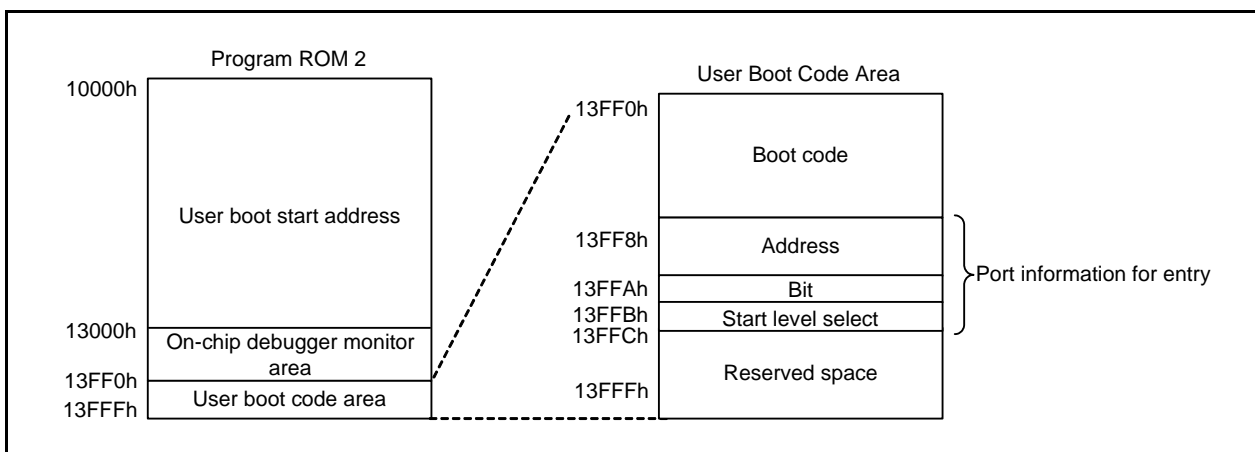 Program ROM 2
10000h
User boot start address
13000h
On-chip debugger monitor
area
13FF0h
User boot code area
13FFFh
User Boot Code Area
13FF0h
Boot code
13FF8h
Address
13FFAh
Bit
13FFBh
Start level select
13FFCh
Reserved space
13FFFh
Port information for entry